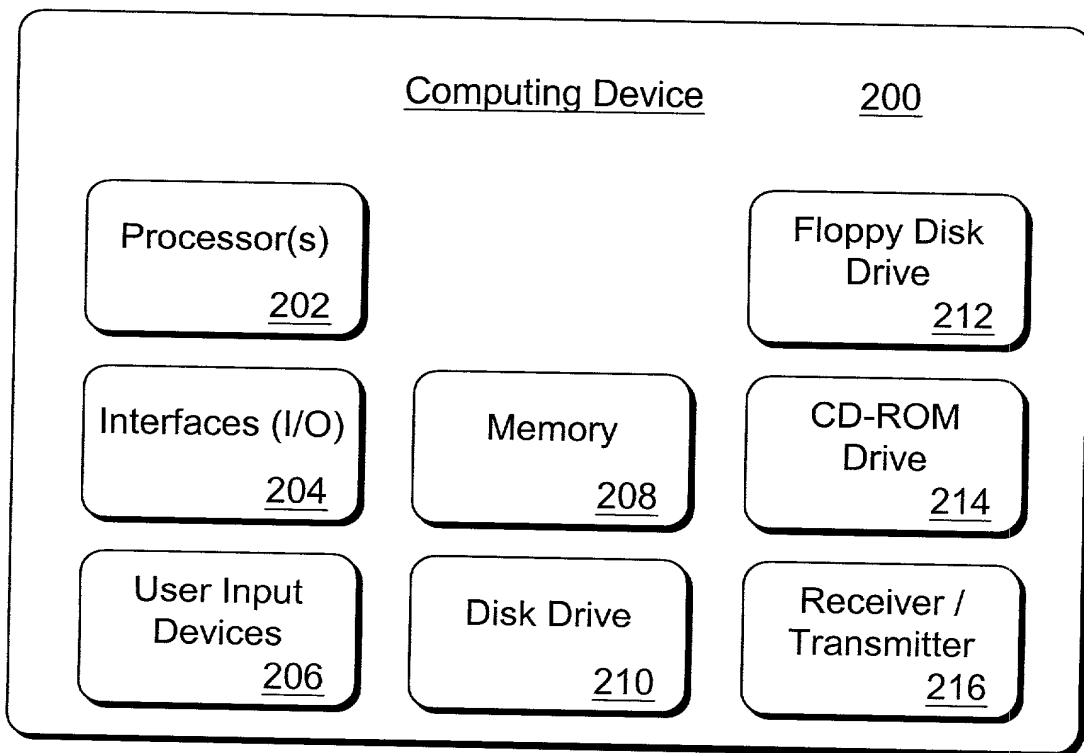 Computing Device 200
Processor(s)
202
Interfaces (I/O)
204
User Input
Devices
206
Memory
208
Disk Drive
210
Floppy Disk
Drive
212
CD-ROM
Drive
214
Receiver /
Transmitter
216